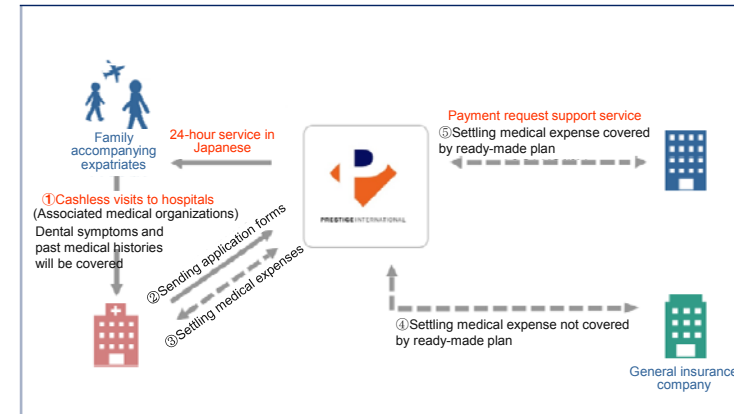 Family
accompanying
expatriates
24-hour service in
Japanese
PRESTIGE INTERNATIONAL
Payment request support service
⑤Settling medical expense covered
by ready-made plan
①Cashless visits to hospitals
(Associated medical organizations)
Dental symptoms and
past medical histories
will be covered
②Sending application forms
③Settling medical expenses
④Settling medical expense not covered
by ready-made plan
General insurance
company